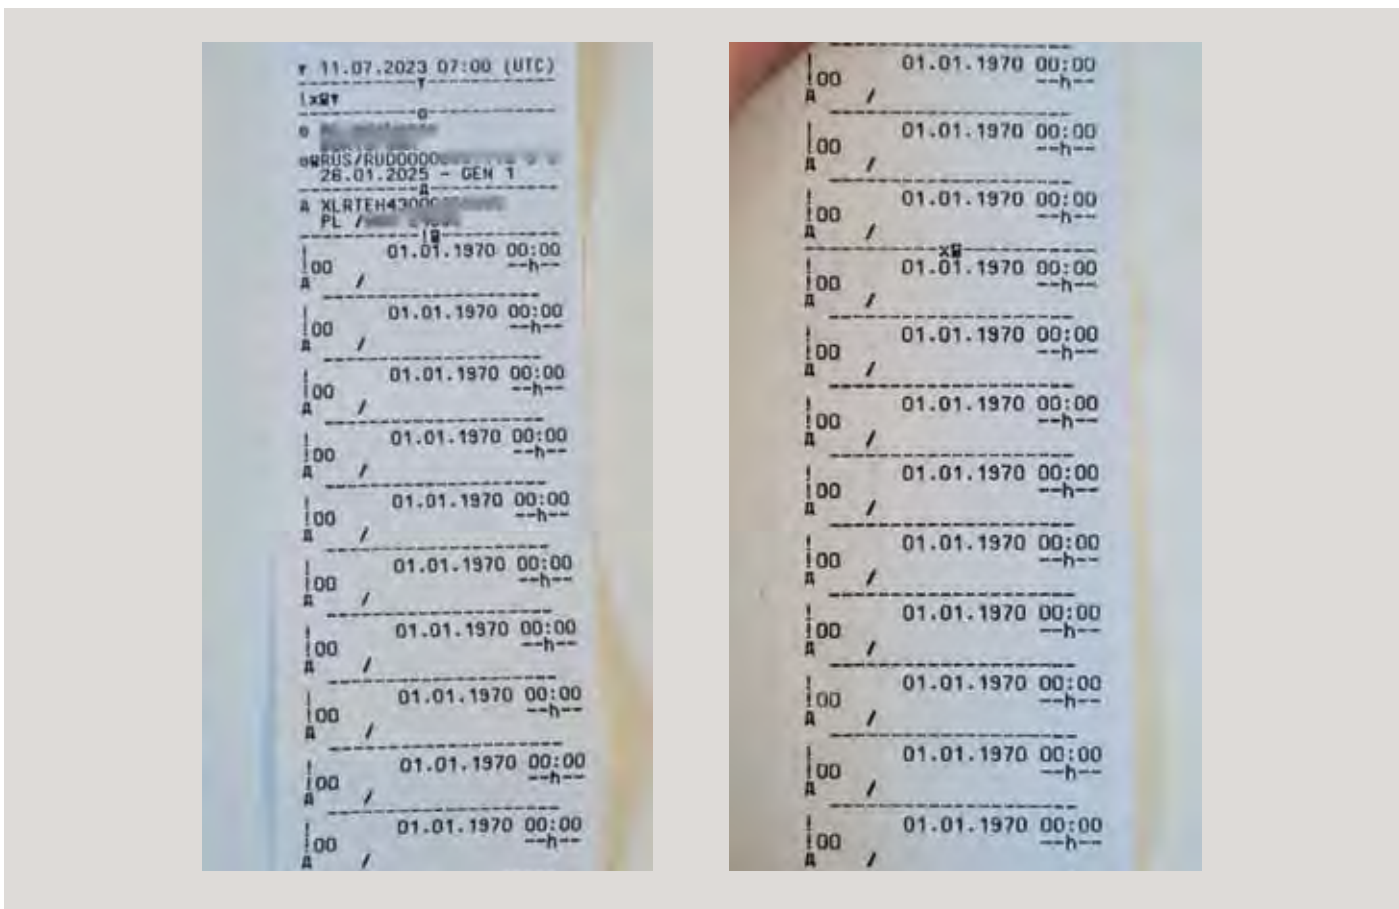 ▼ 11.07.2023 07:00 (UTC)
----------▼----------
!x▼
----------o----------
o
oRUS/RUD00000
26.01.2025 - GEN 1
----------A----------
A XLRTEH4300
PL /
----------!----------
! 01.01.1970 00:00
!00 --h--
A /
--------------------
! 01.01.1970 00:00
!00 --h--
A /
--------------------
! 01.01.1970 00:00
!00 --h--
A /
--------------------
! 01.01.1970 00:00
!00 --h--
A /
--------------------
! 01.01.1970 00:00
!00 --h--
A /
--------------------
! 01.01.1970 00:00
!00 --h--
A /
--------------------
! 01.01.1970 00:00
!00 --h--
A /
--------------------
! 01.01.1970 00:00
!00 --h--
A /
--------------------
! 01.01.1970 00:00
!00 --h--
A /
--------------------
! 01.01.1970 00:00
!00 --h--
A /
--------------------
! 01.01.1970 00:00
!00 --h--
A /
--------------------
! 01.01.1970 00:00
!00 --h--
A /
--------------------
! 01.01.1970 00:00
!00 --h--
A /
----------x----------
! 01.01.1970 00:00
!00 --h--
A /
--------------------
! 01.01.1970 00:00
!00 --h--
A /
--------------------
! 01.01.1970 00:00
!00 --h--
A /
--------------------
! 01.01.1970 00:00
!00 --h--
A /
--------------------
! 01.01.1970 00:00
!00 --h--
A /
--------------------
! 01.01.1970 00:00
!00 --h--
A /
--------------------
! 01.01.1970 00:00
!00 --h--
A /
--------------------
! 01.01.1970 00:00
!00 --h--
A /
--------------------
! 01.01.1970 00:00
!00 --h--
A /